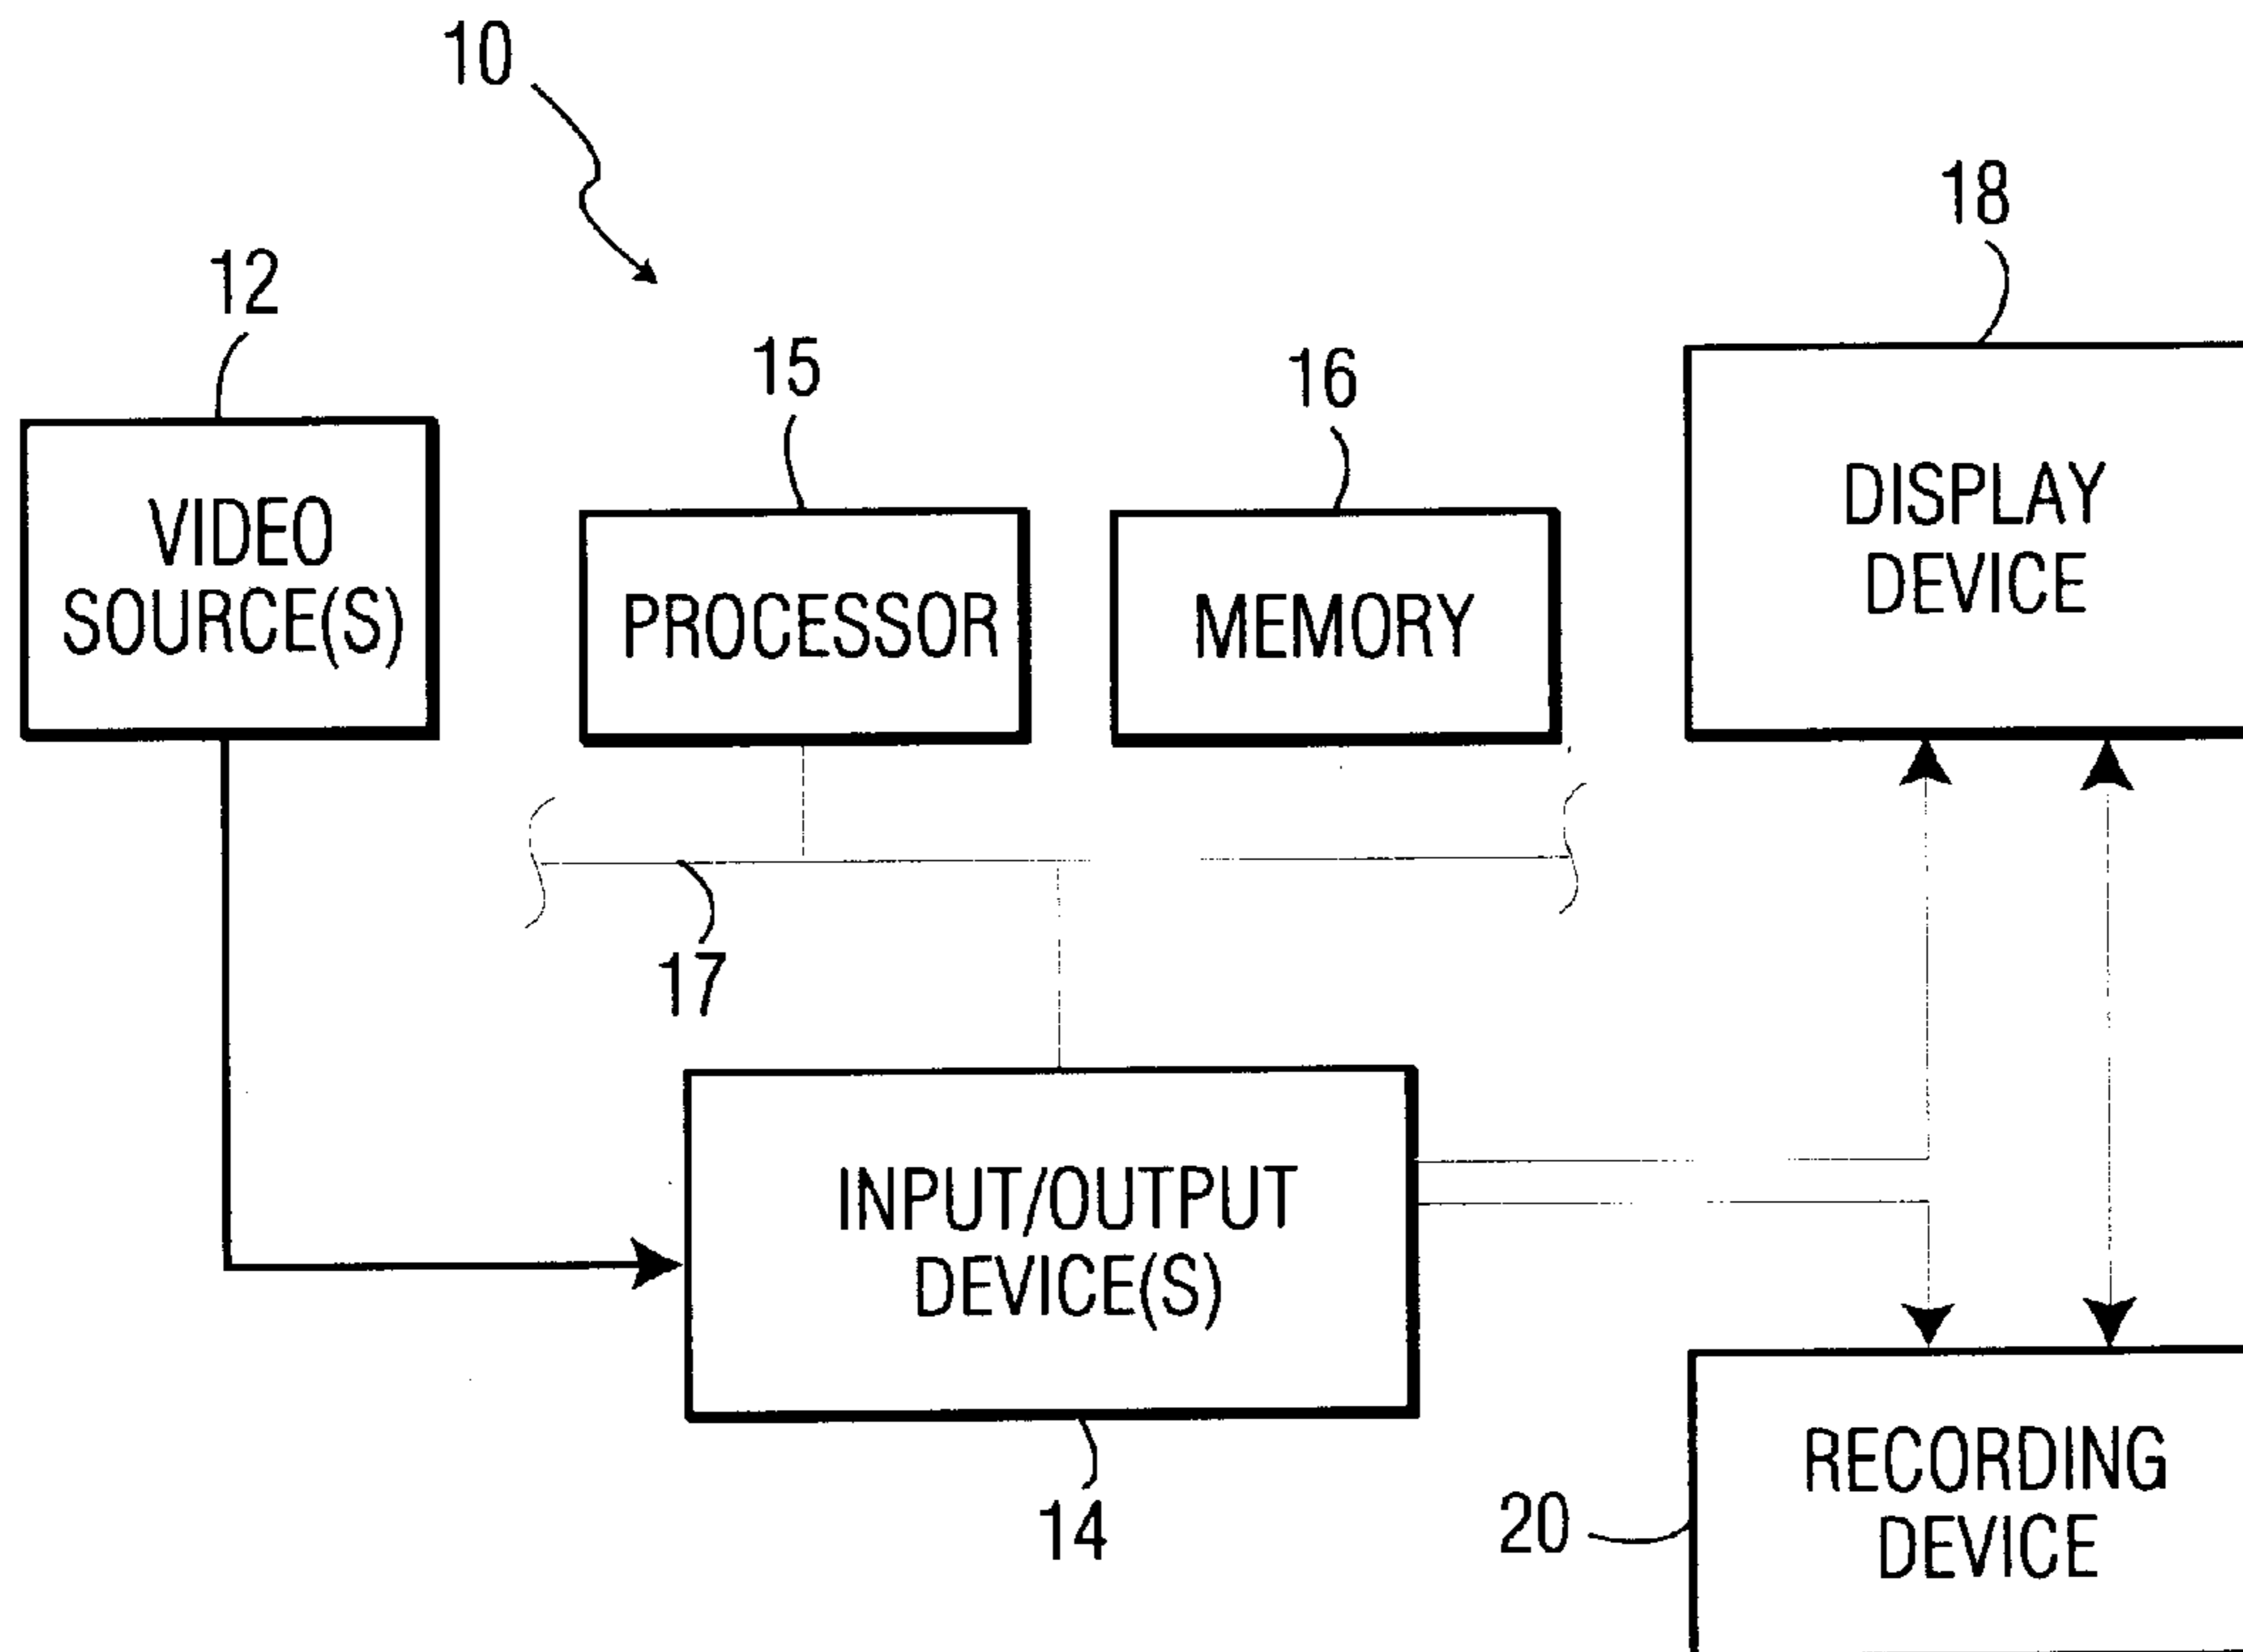 10
18
12
15
16
VIDEO
SOURCE(S)
PROCESSOR
MEMORY
DISPLAY
DEVICE
17
INPUT/OUTPUT
DEVICE(S)
14
20
RECORDING
DEVICE